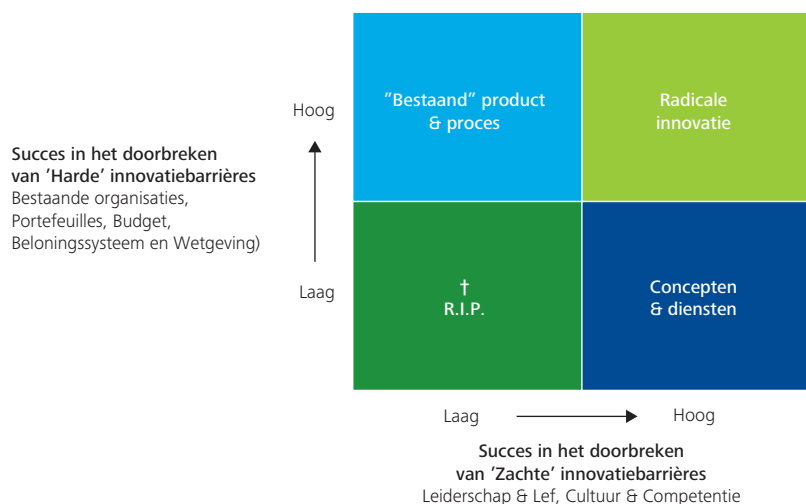 Hoog
Succes in het doorbreken
van 'Harde' innovatiebarrières
Bestaande organisaties,
Portefeuilles, Budget,
Beloningssysteem en Wetgeving)
Laag
”Bestaand” product
& proces
Radicale
innovatie
†
R.I.P.
Concepten
& diensten
Laag
Hoog
Succes in het doorbreken
van 'Zachte' innovatiebarrières
Leiderschap & Lef, Cultuur & Competentie